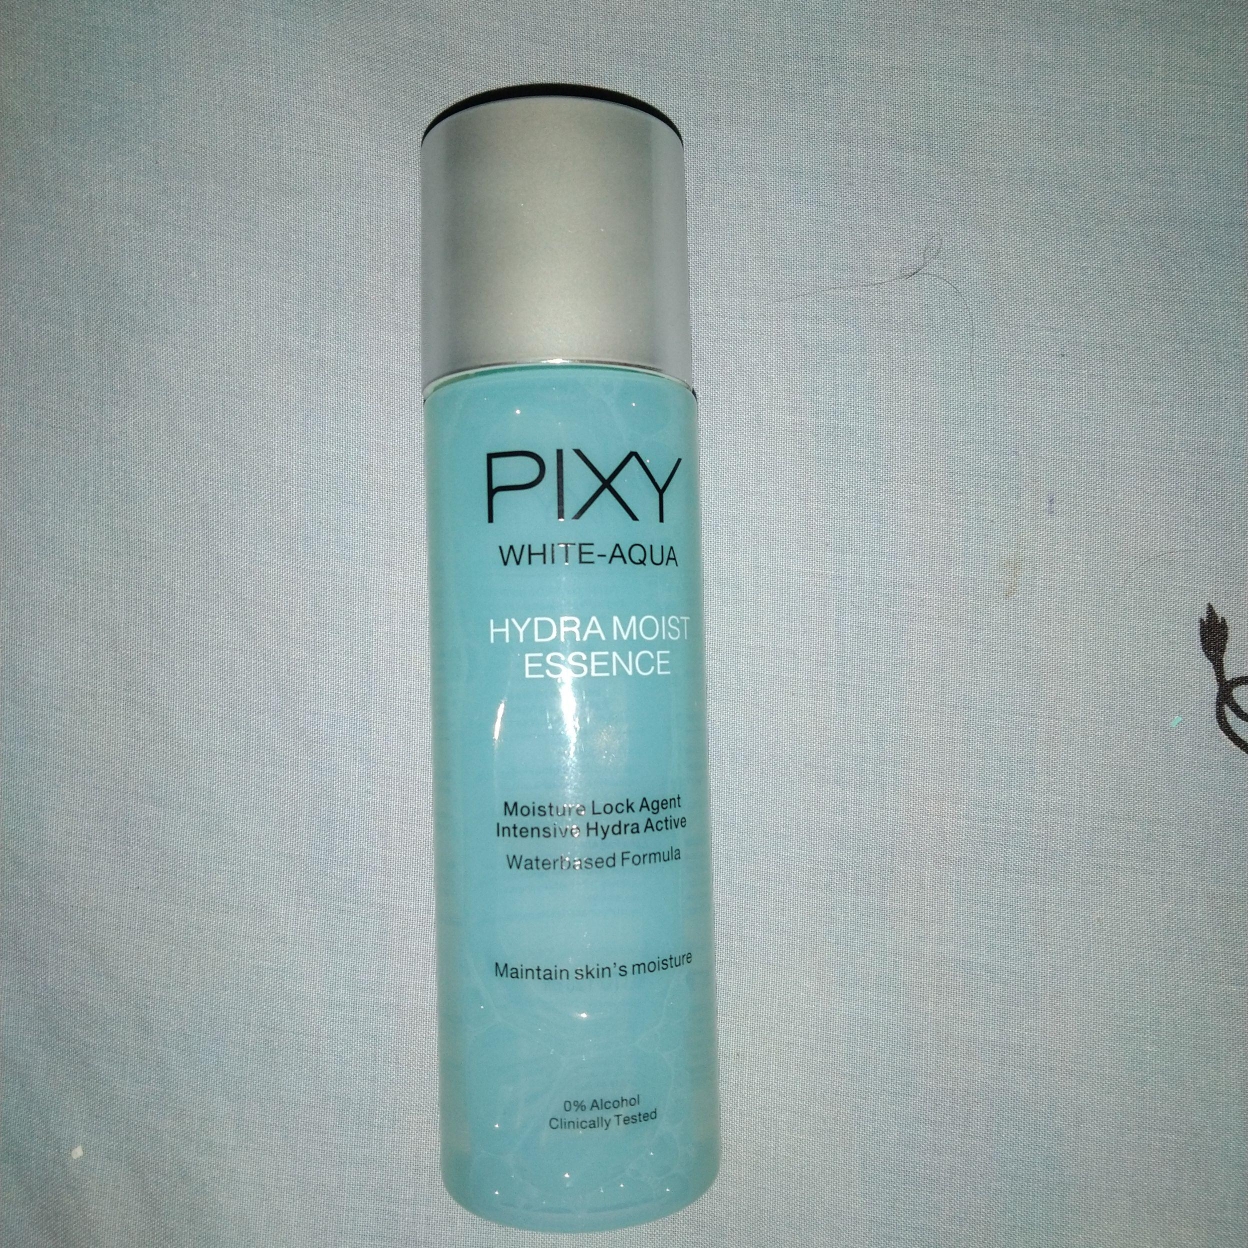 PIXY
WHITE-AQUA
HYDRA MOIST
ESSENCE
Moisture Lock Agent
Intensive Hydra Active
Waterbased Formula
Maintain skin's moisture
0% Alcohol
Clinically Tested